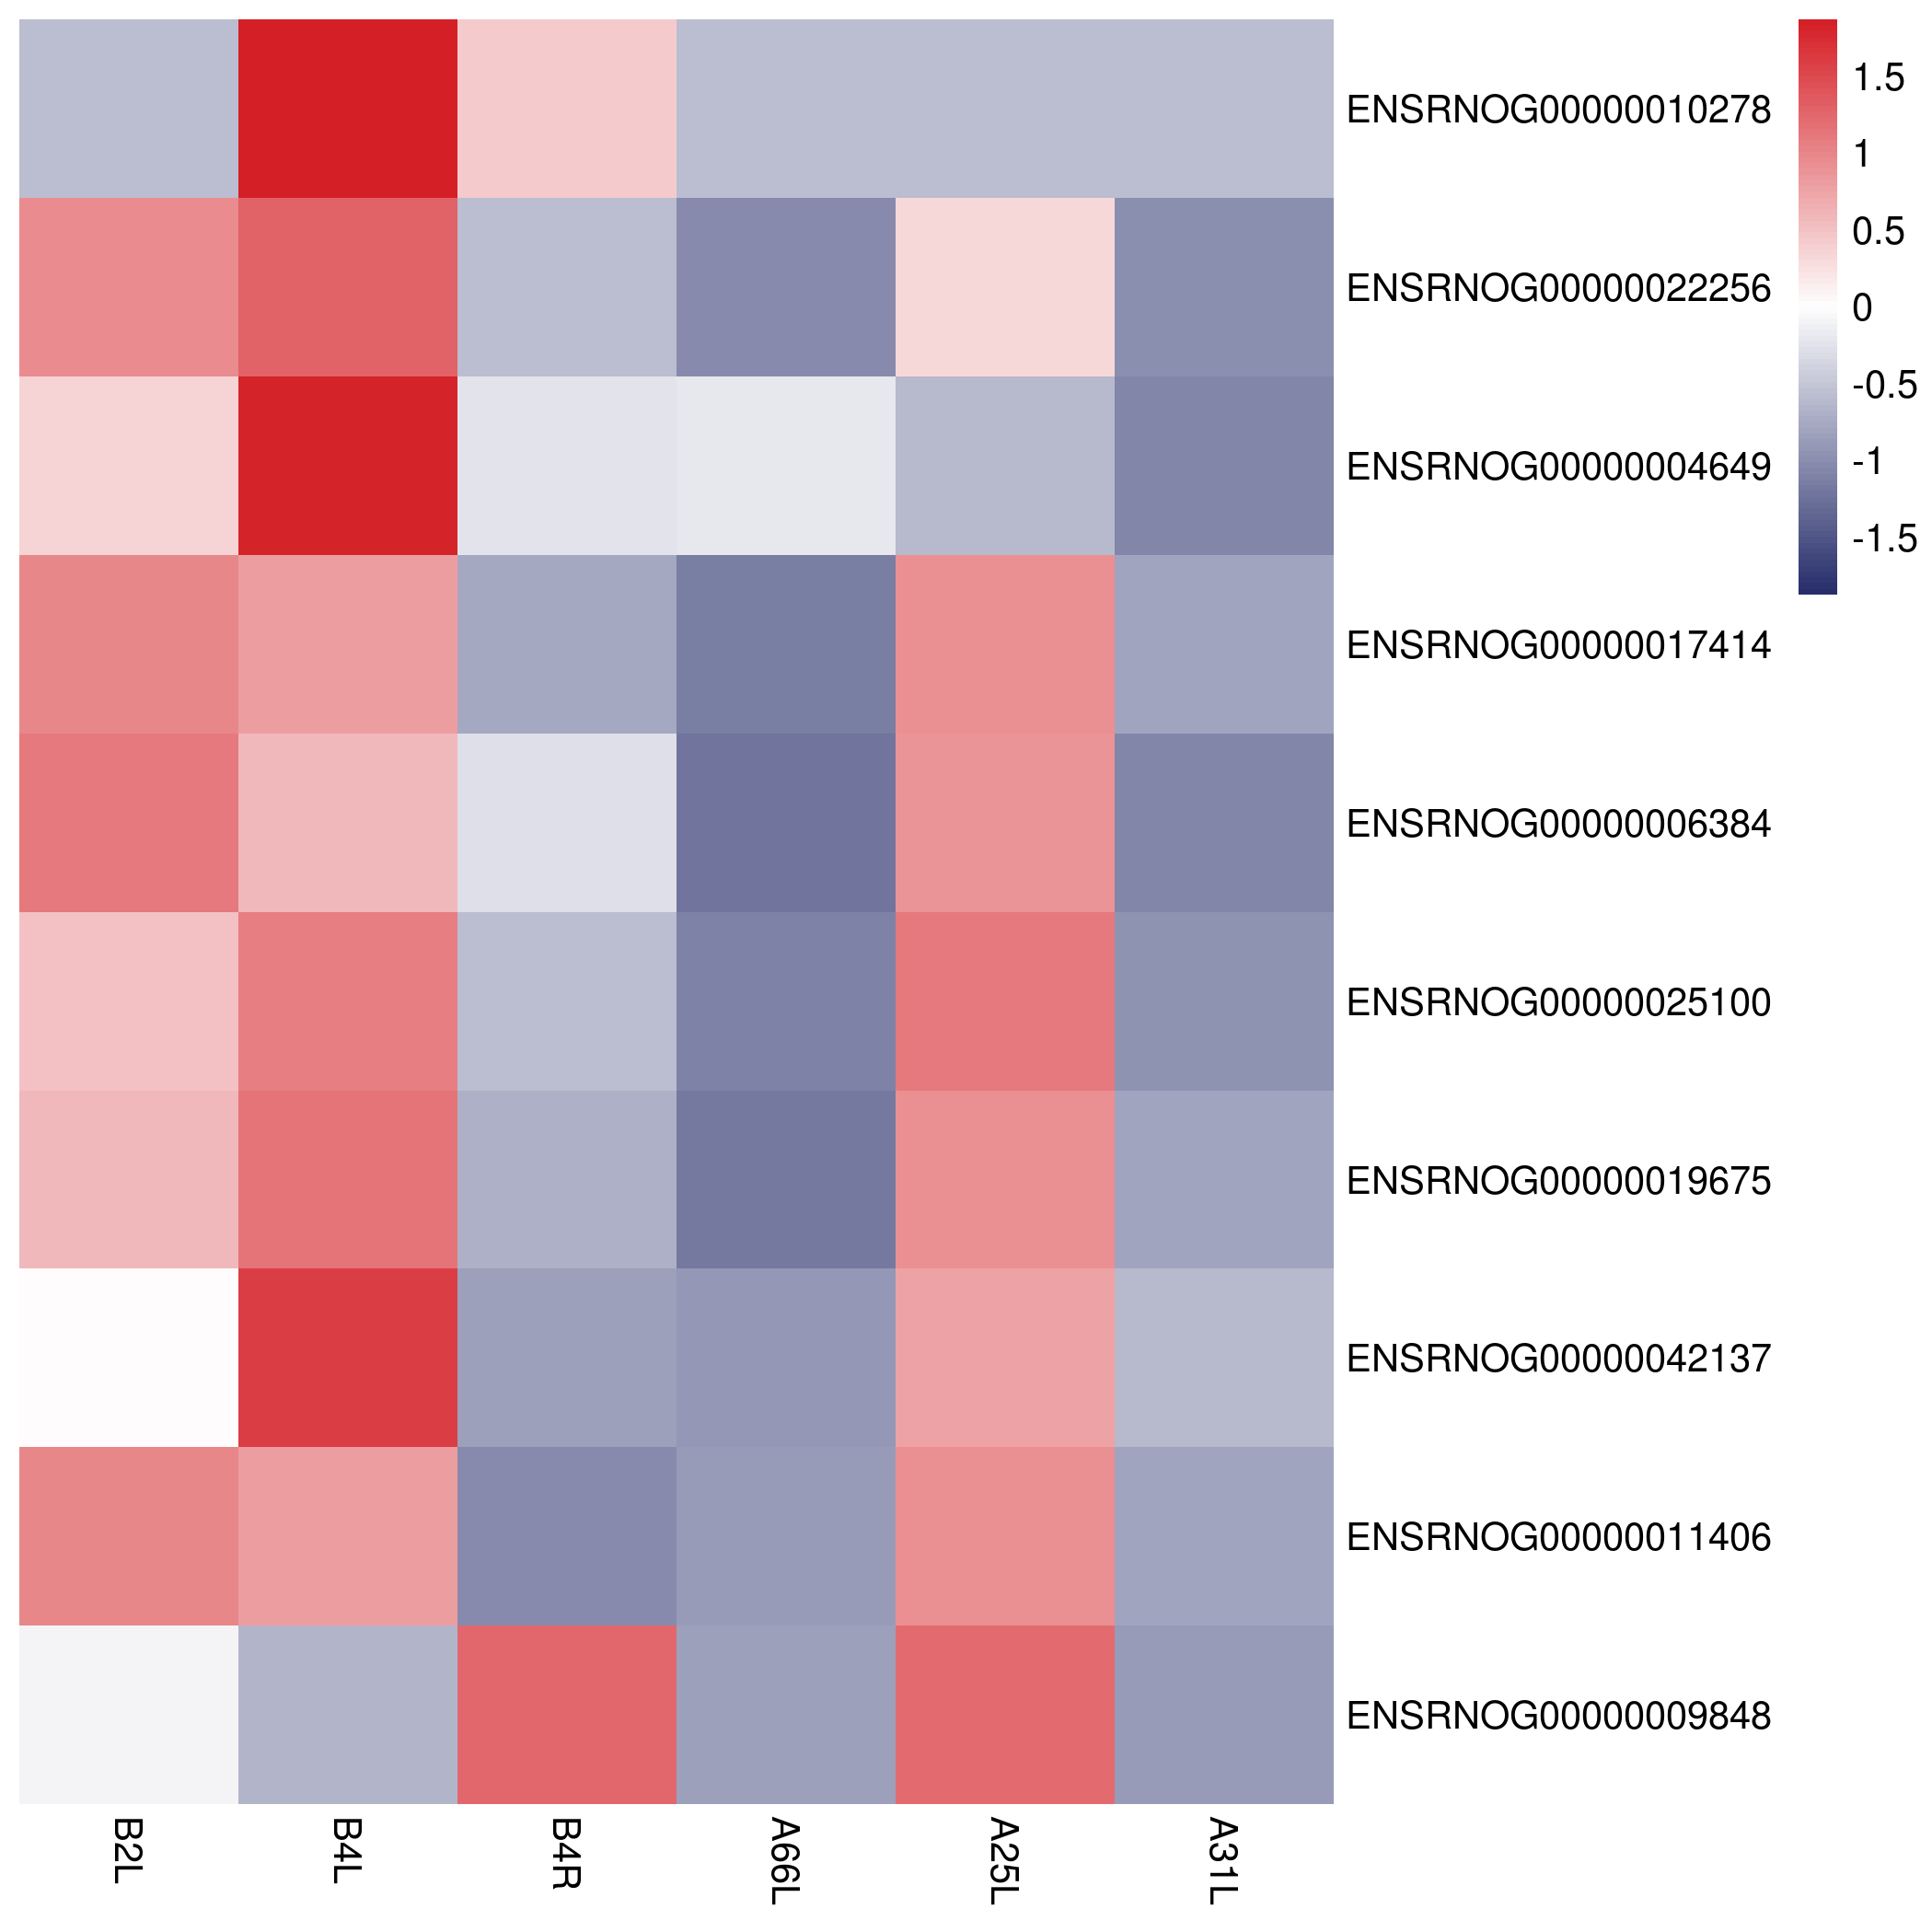 ENSRNOG00000010278
ENSRNOG00000022256
ENSRNOG00000004649
ENSRNOG00000017414
ENSRNOG00000006384
ENSRNOG00000025100
ENSRNOG00000019675
ENSRNOG00000042137
ENSRNOG00000011406
ENSRNOG00000009848
1.5
1
0.5
0
-0.5
-1
-1.5
B2L
B4L
B4R
A66L
A25L
A31L